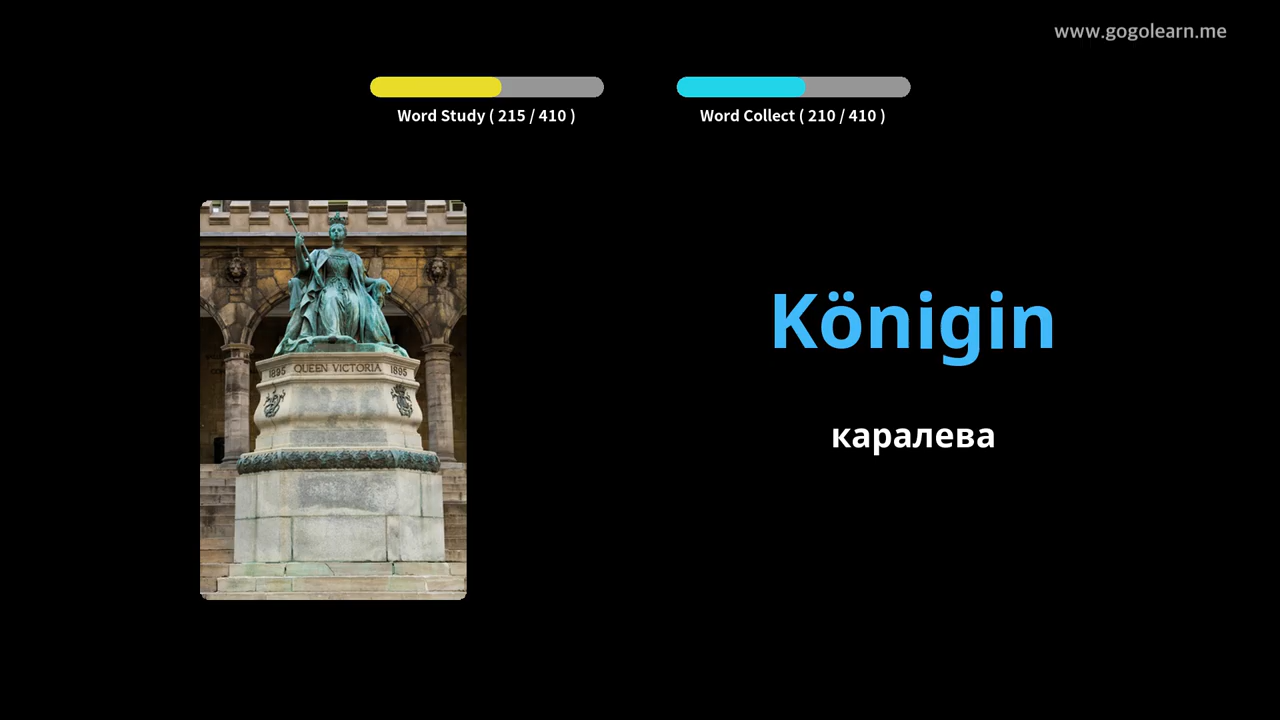 www.gogolearn.me
Word Study ( 215 / 410 )
Word Collect ( 210 / 410 )
1895 QUEEN VICTORIA 1895
Königin
каралева